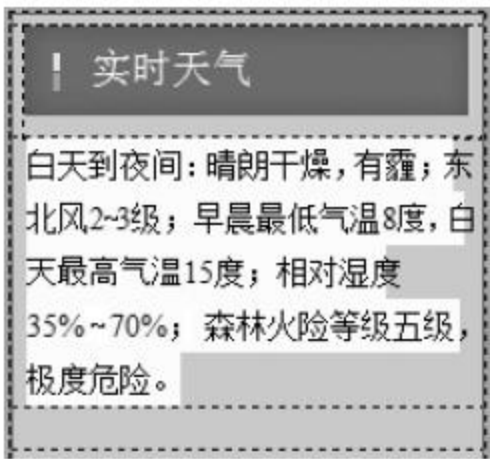 实时天气
白天到夜间：晴朗干燥，有霾；东
北风2~3级；早晨最低气温8度，白
天最高气温15度；相对湿度
35%~70%；森林火险等级五级，
极度危险。